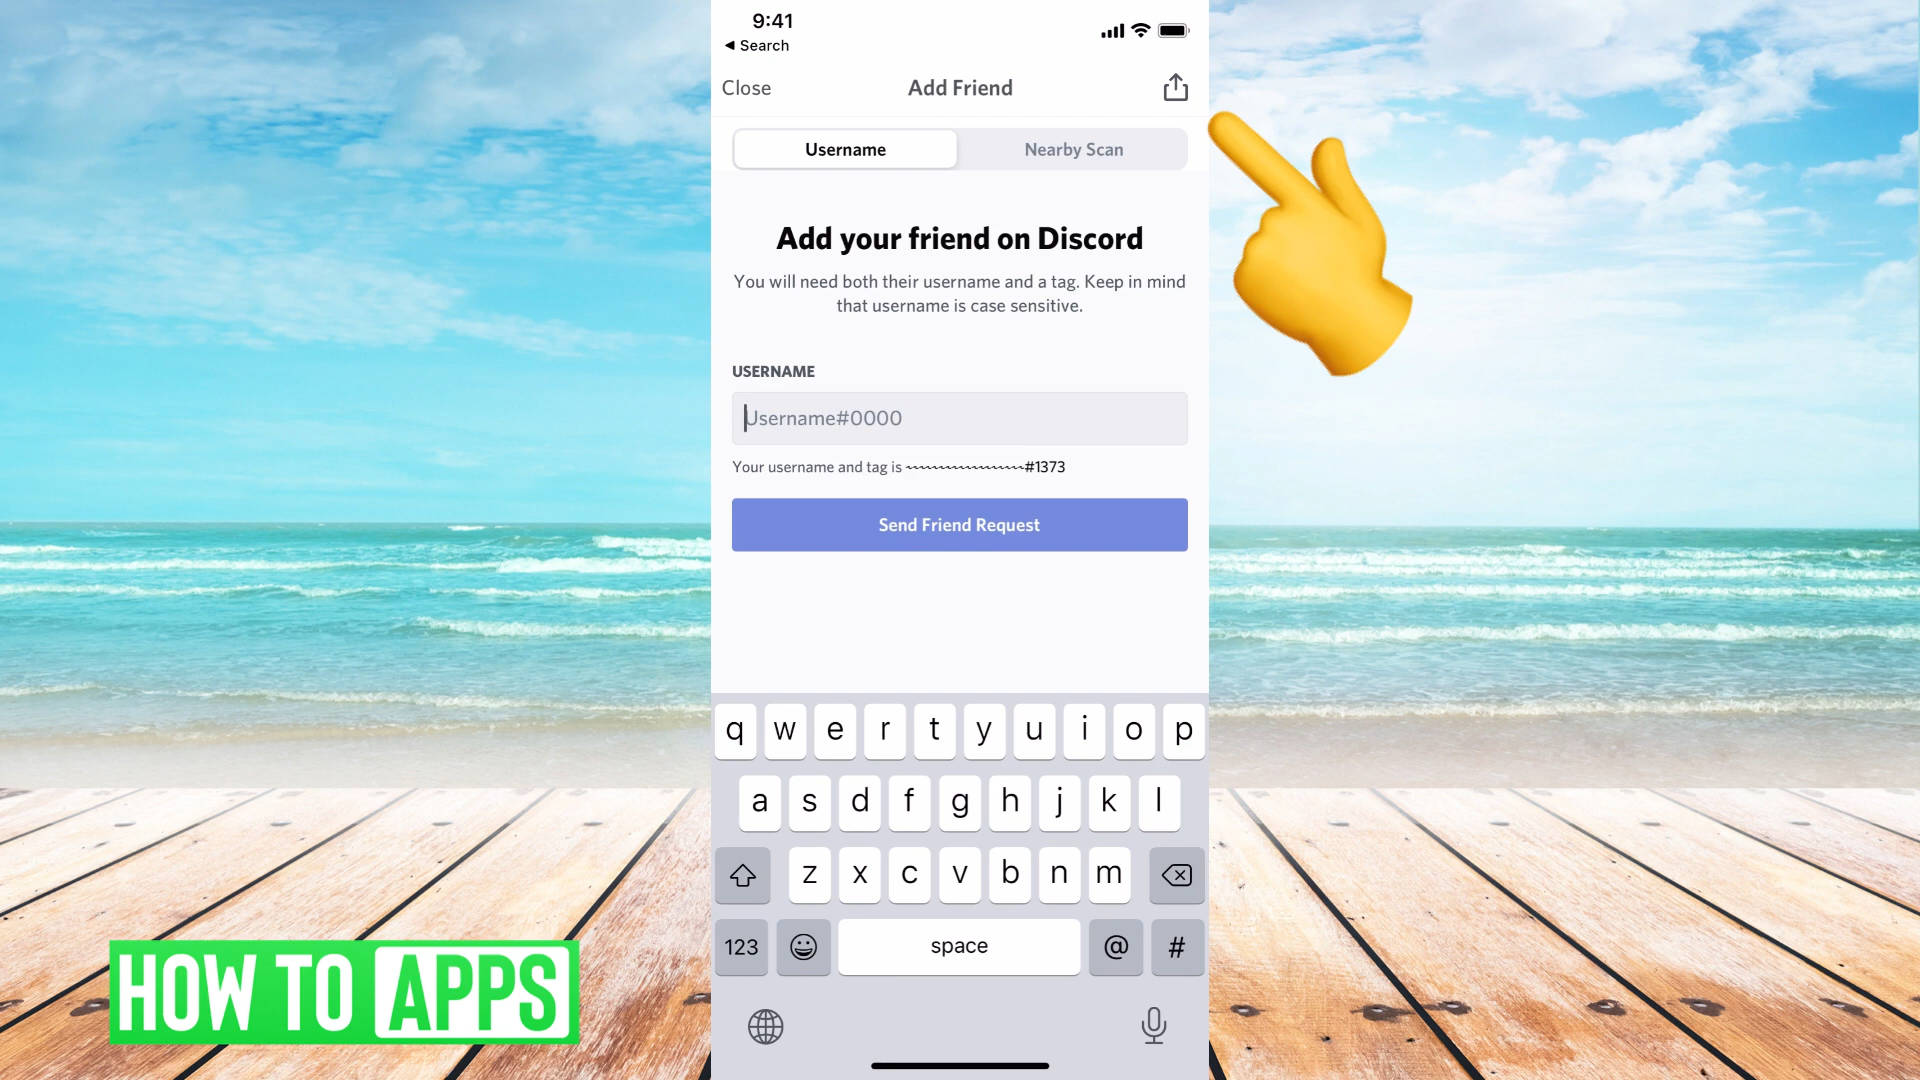 9:41
◀ Search
Close
Add Friend
Username
Nearby Scan
Add your friend on Discord
You will need both their username and a tag. Keep in mind
that username is case sensitive.
USERNAME
Username#0000
Your username and tag is #1373
Send Friend Request
q w e r t y u i o p
a s d f g h j k l
z x c v b n m
123 space @ #
HOW TO APPS